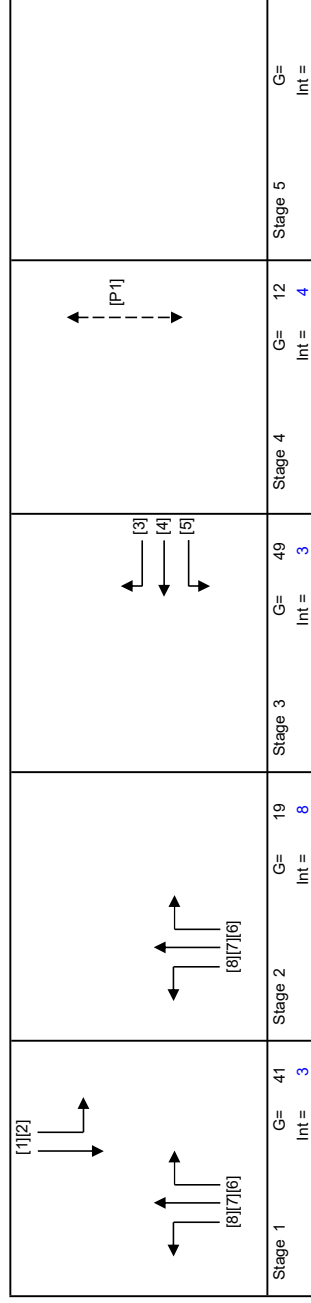 [1][2]
[8][7][6]
Stage 1 G= 41
Int = 3
[8][7][6]
Stage 2 G= 19
Int = 8
[3]
[4]
[5]
Stage 3 G= 49
Int = 3
[P1]
Stage 4 G= 12
Int = 4
Stage 5 G=
Int =